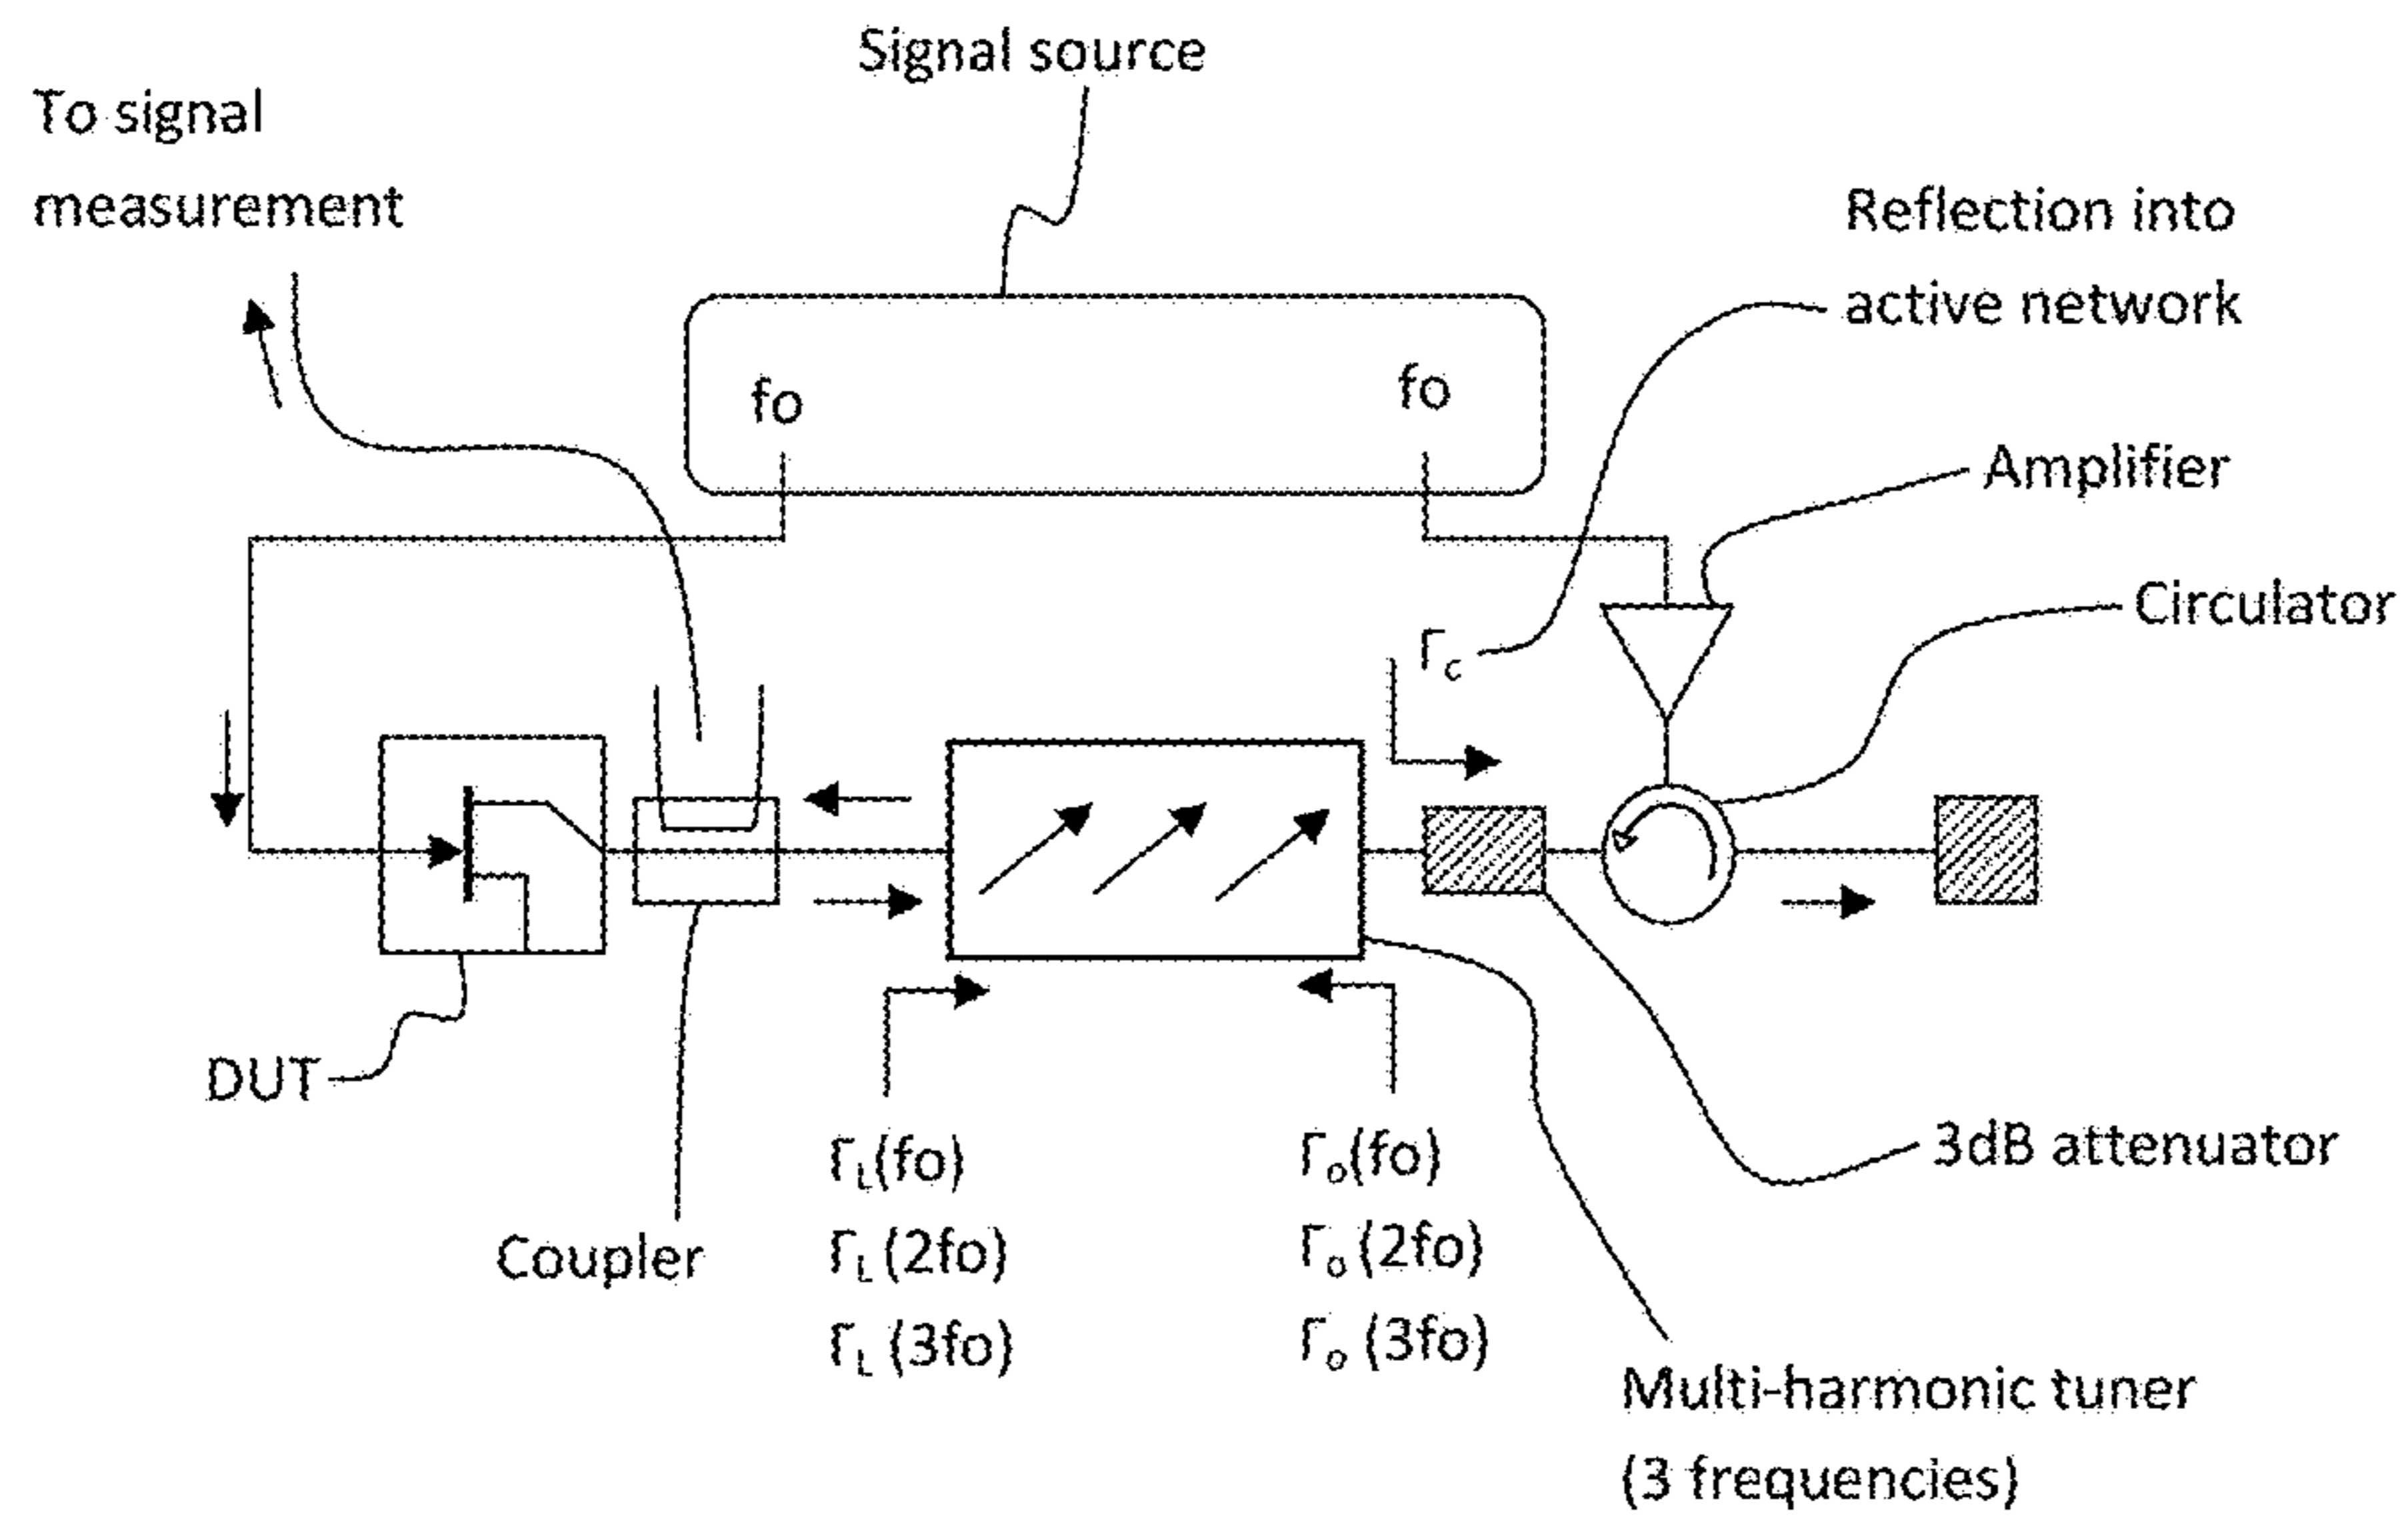 Signal source
To signal
measurement
Reflection into
active network
fo
fo
Amplifier
Circulator
Γc
DUT
Coupler
ΓL(fo)
ΓL (2fo)
ΓL (3fo)
Γo(fo)
Γo (2fo)
Γo (3fo)
3dB attenuator
Multi-harmonic tuner
(3 frequencies)